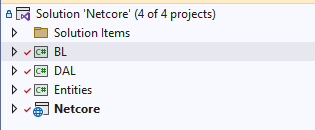 Solution 'Netcore' (4 of 4 projects)
Solution Items
C# BL
C# DAL
C# Entities
Netcore